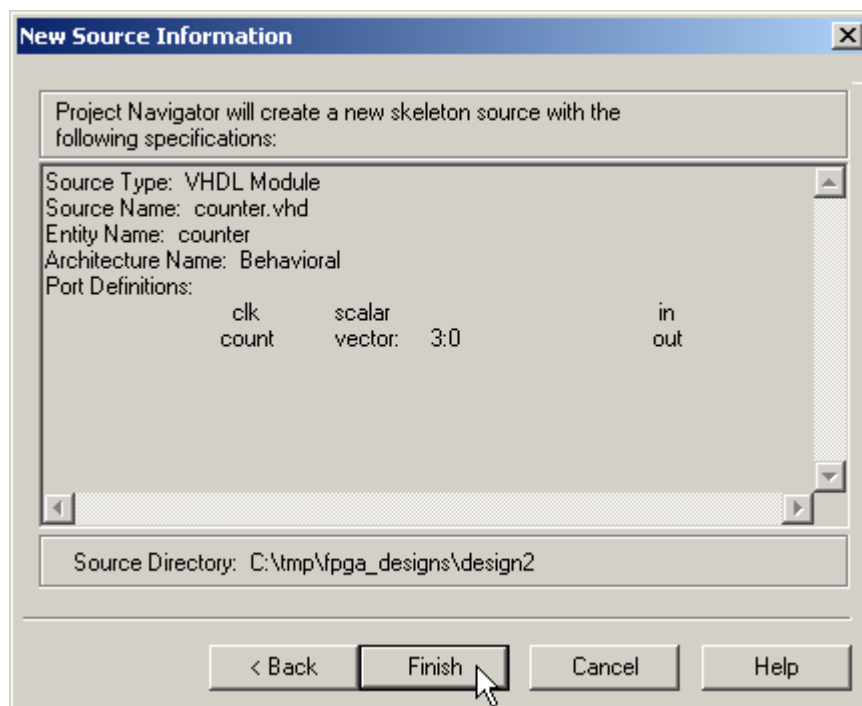 New Source Information
Project Navigator will create a new skeleton source with the
following specifications:
Source Type: VHDL Module
Source Name: counter.vhd
Entity Name: counter
Architecture Name: Behavioral
Port Definitions:
clk scalar in
count vector: 3:0 out
Source Directory: C:\tmp\fpga_designs\design2
< Back Finish Cancel Help